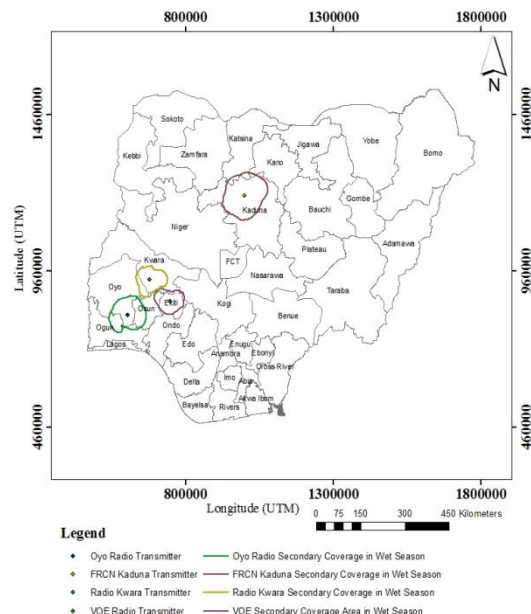 800000 1300000 1800000
1460000 1460000
Sokoto
Katsina
Jigawa
Yobe
Borno
Kebbi
Zamfara
Kano
Kaduna
Bauchi
Gombe
Niger
Adamawa
Plateau
FCT
Kwara
Nasarawa
Taraba
960000 960000
Latitude (UTM)
Oyo
Osun
Ekiti
Kogi
Benue
Ogun
Ondo
Lagos
Edo
Enugu
Anambra
Ebonyi
Cross River
Delta
Imo
Abia
Akwa Ibom
Bayelsa
Rivers
460000 460000
800000 1300000 1800000
Longitude (UTM)
0 75 150 300 450 Kilometers
N
Legend
Oyo Radio Transmitter Oyo Radio Secondary Coverage in Wet Season
FRCN Kaduna Transmitter FRCN Kaduna Secondary Coverage in Wet Season
Radio Kwara Transmitter Radio Kwara Secondary Coverage in Wet Season
VOE Radio Transmitter VOE Secondary Coverage Area in Wet Season